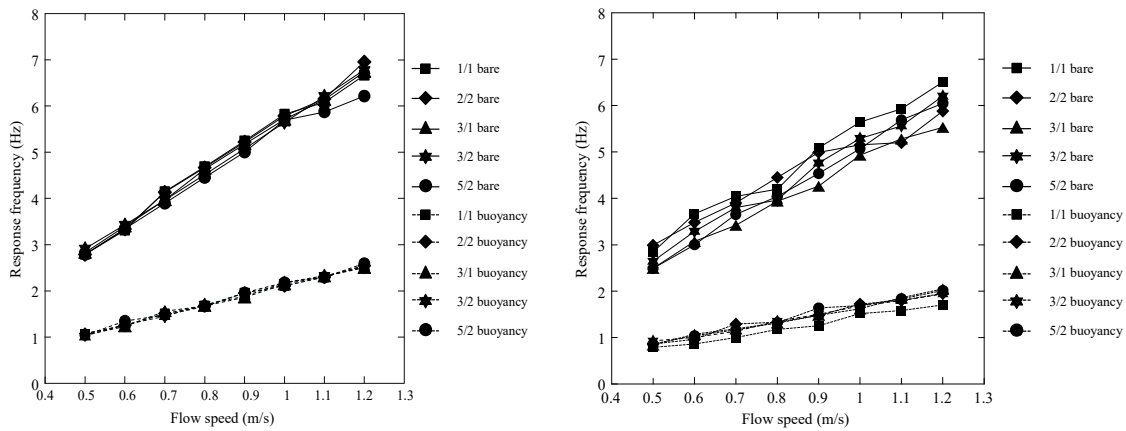 8
7
6
5
4
3
2
1
0
Response frequency (Hz)
0.4 0.5 0.6 0.7 0.8 0.9 1 1.1 1.2 1.3
Flow speed (m/s)
1/1 bare
2/2 bare
3/1 bare
3/2 bare
5/2 bare
1/1 buoyancy
2/2 buoyancy
3/1 buoyancy
3/2 buoyancy
5/2 buoyancy
8
7
6
5
4
3
2
1
0
Response frequency (Hz)
0.4 0.5 0.6 0.7 0.8 0.9 1 1.1 1.2 1.3
Flow speed (m/s)
1/1 bare
2/2 bare
3/1 bare
3/2 bare
5/2 bare
1/1 buoyancy
2/2 buoyancy
3/1 buoyancy
3/2 buoyancy
5/2 buoyancy